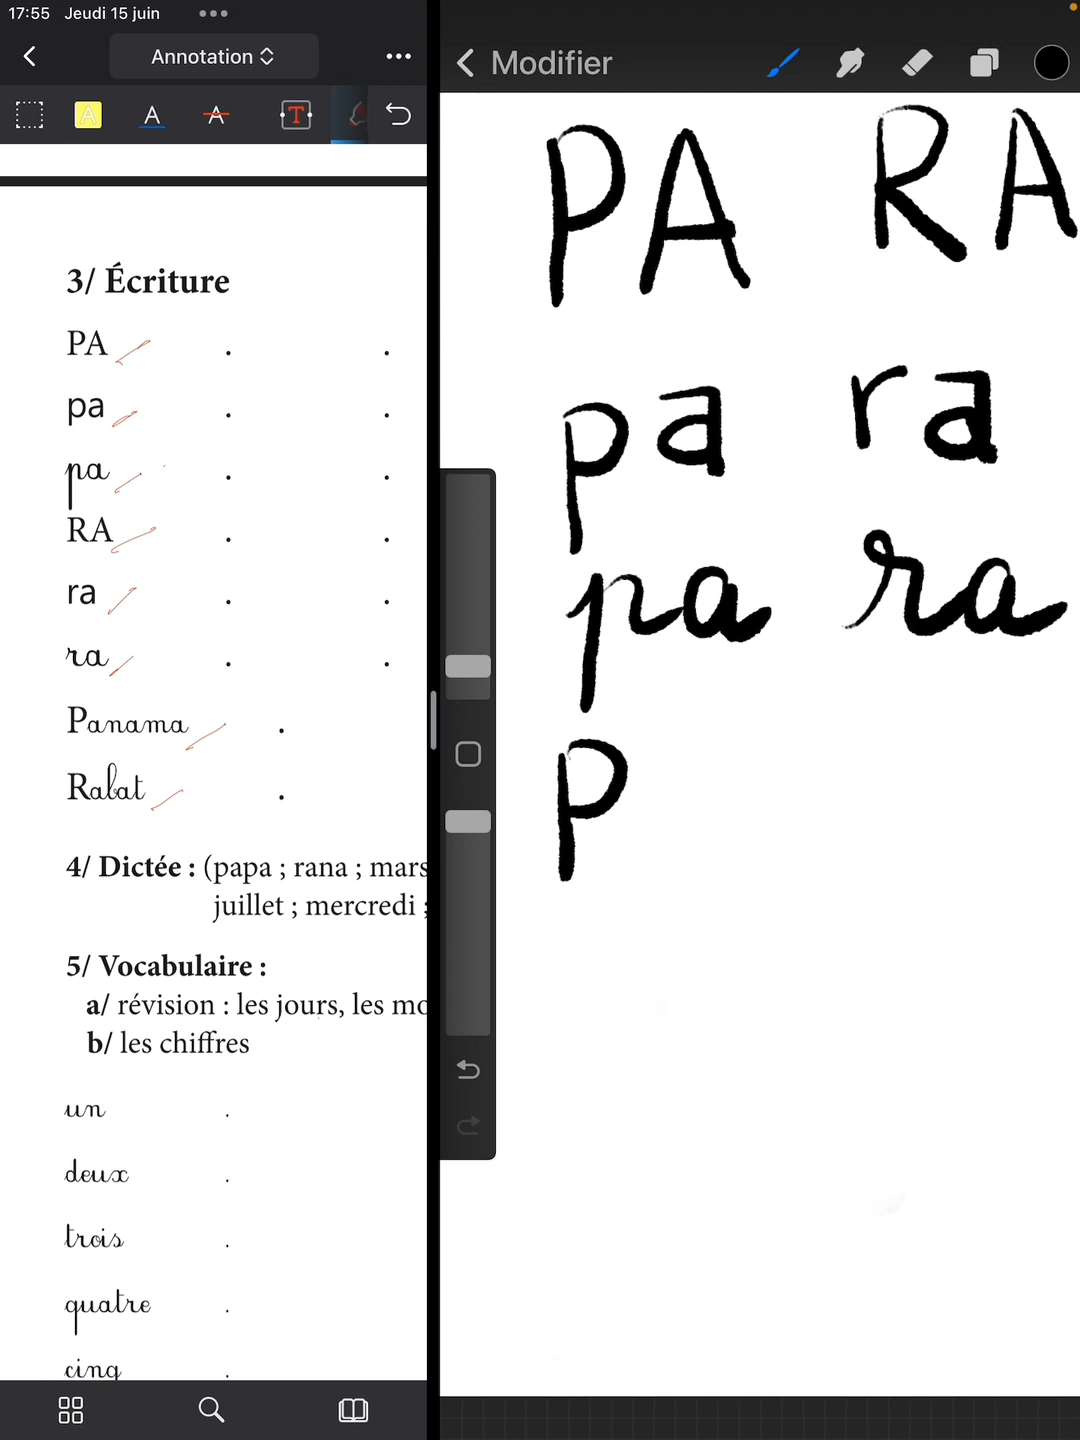 17:55 Jeudi 15 juin
Annotation
3/ Écriture
PA . .
pa . .
pa . .
RA . .
ra . .
ra . .
Panama .
Rabat .
4/ Dictée : (papa ; rana ; mars
juillet ; mercredi ;
5/ Vocabulaire :
a/ révision : les jours, les mo
b/ les chiffres
un .
deux .
trois .
quatre .
cinq .
Modifier
PA RA
pa ra
pa ra
P